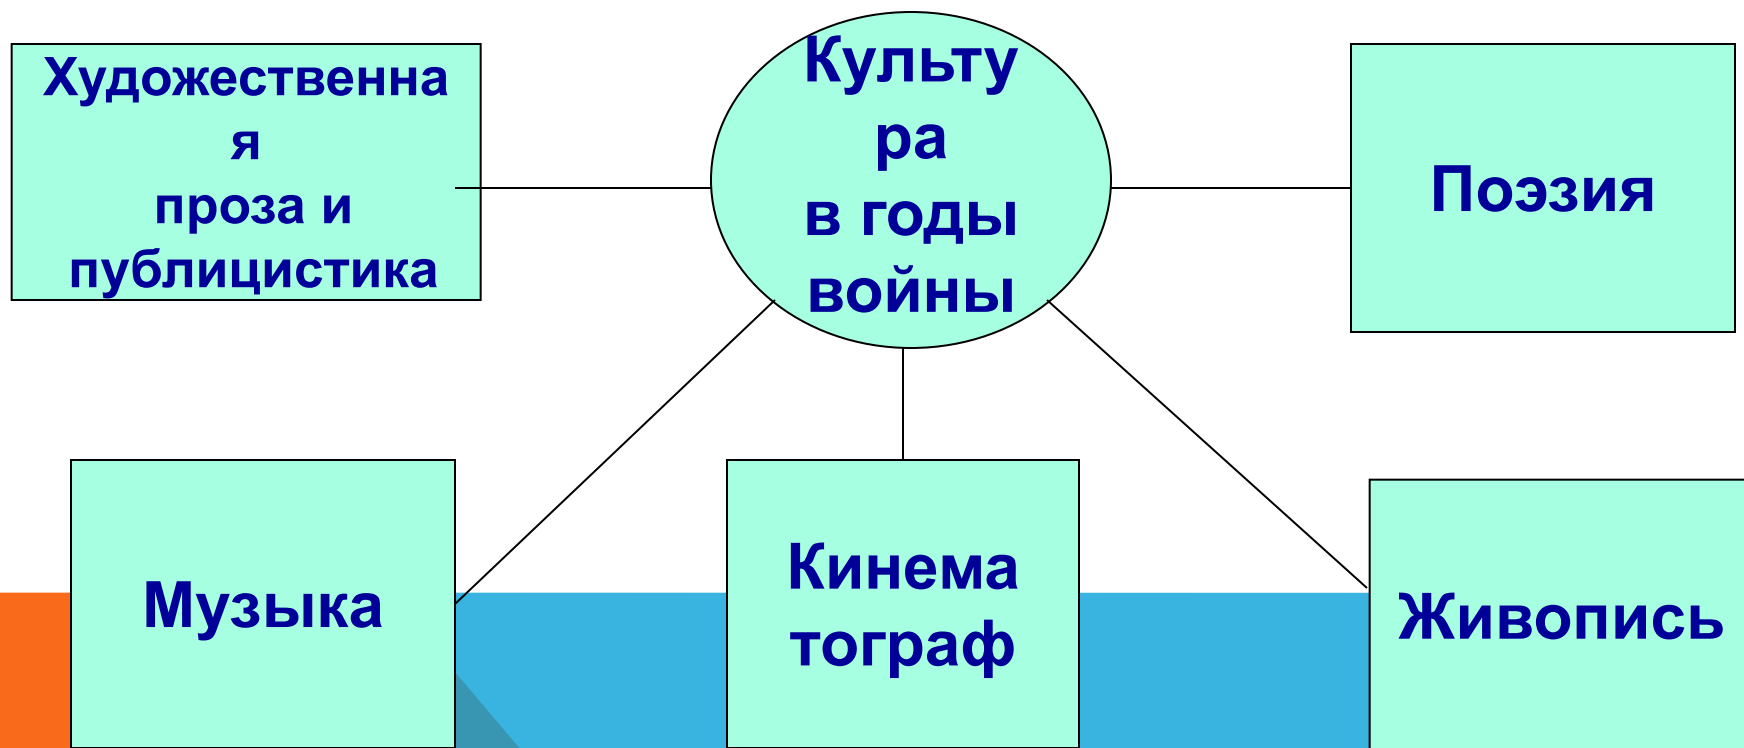 Художественна
я
проза и
публицистика
Культу
ра
в годы
войны
Поэзия
Музыка
Кинема
тограф
Живопись